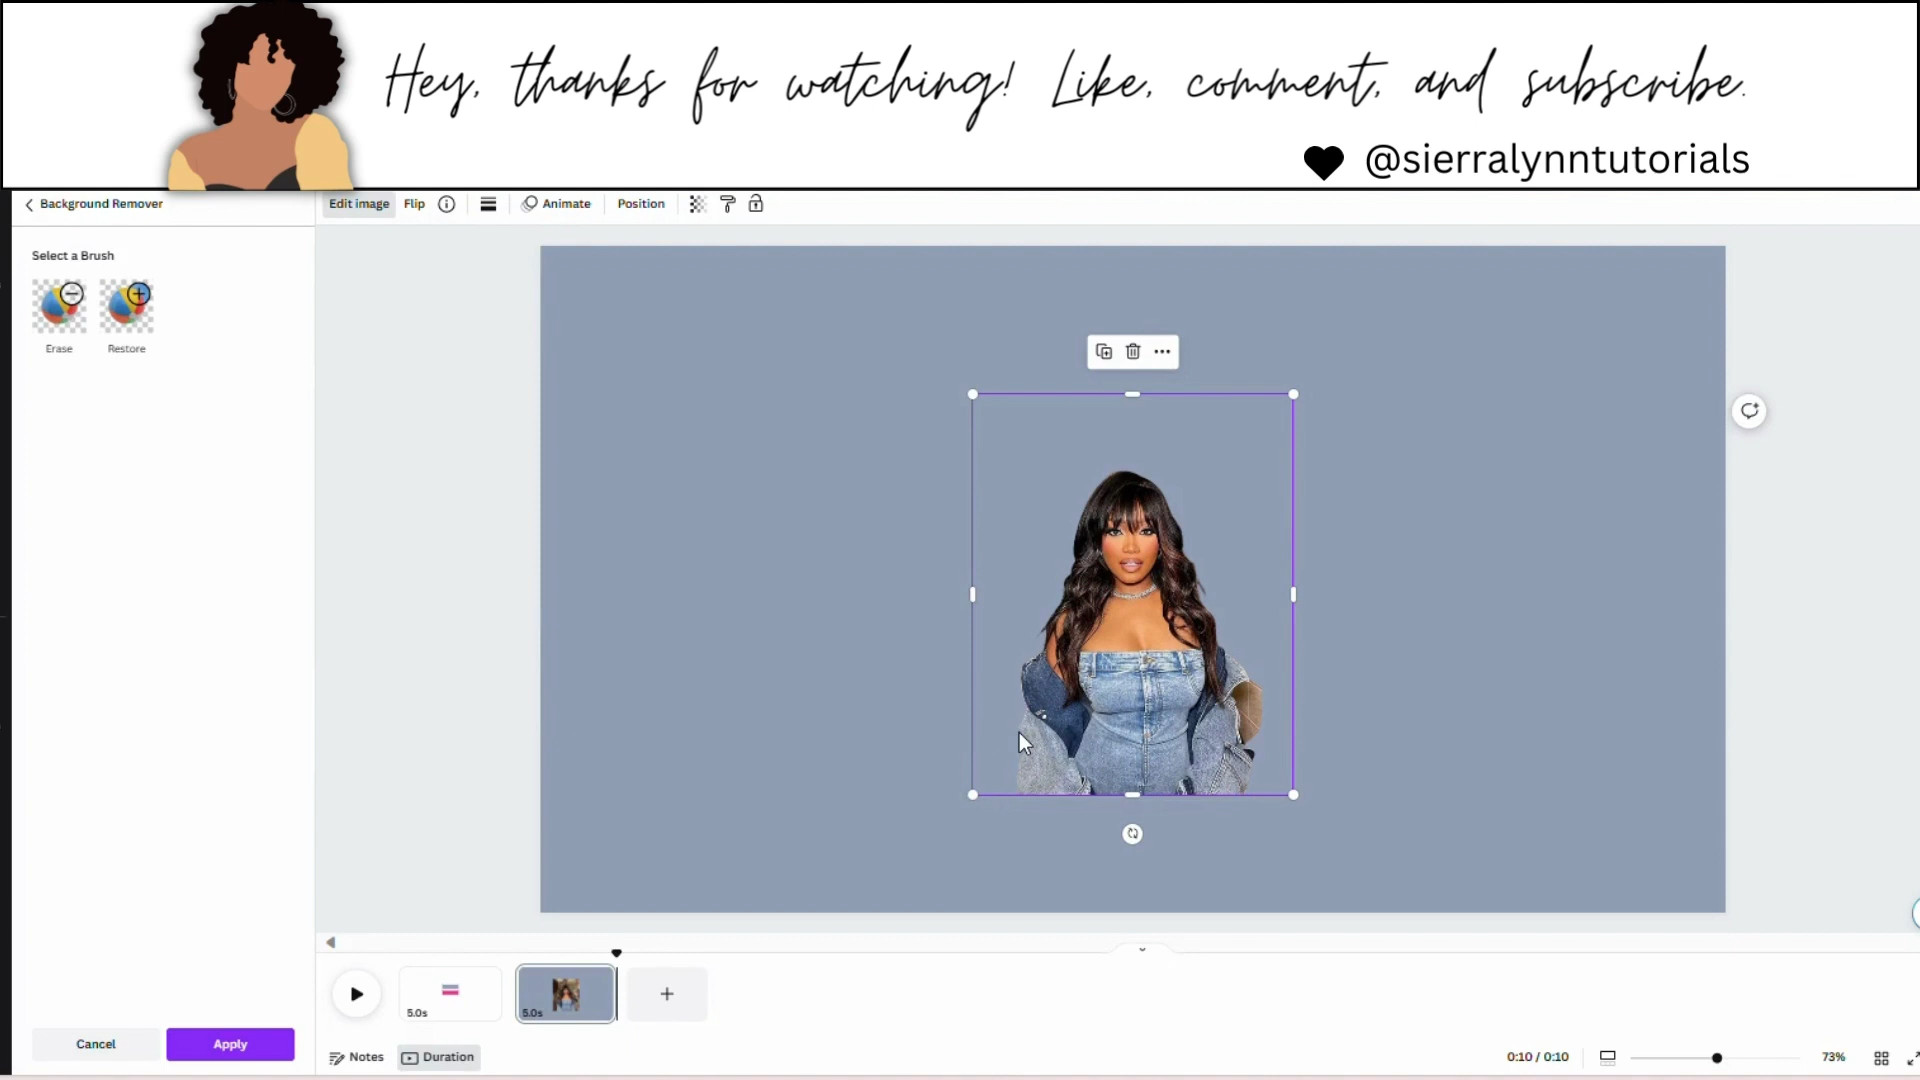 Hey, thanks for watching! Like, comment, and subscribe.
@sierralynntutorials
Background Remover
Edit image Flip Animate Position
Select a Brush
Erase Restore
5.0s 5.0s
Cancel Apply
Notes Duration 0:10 / 0:10 73%